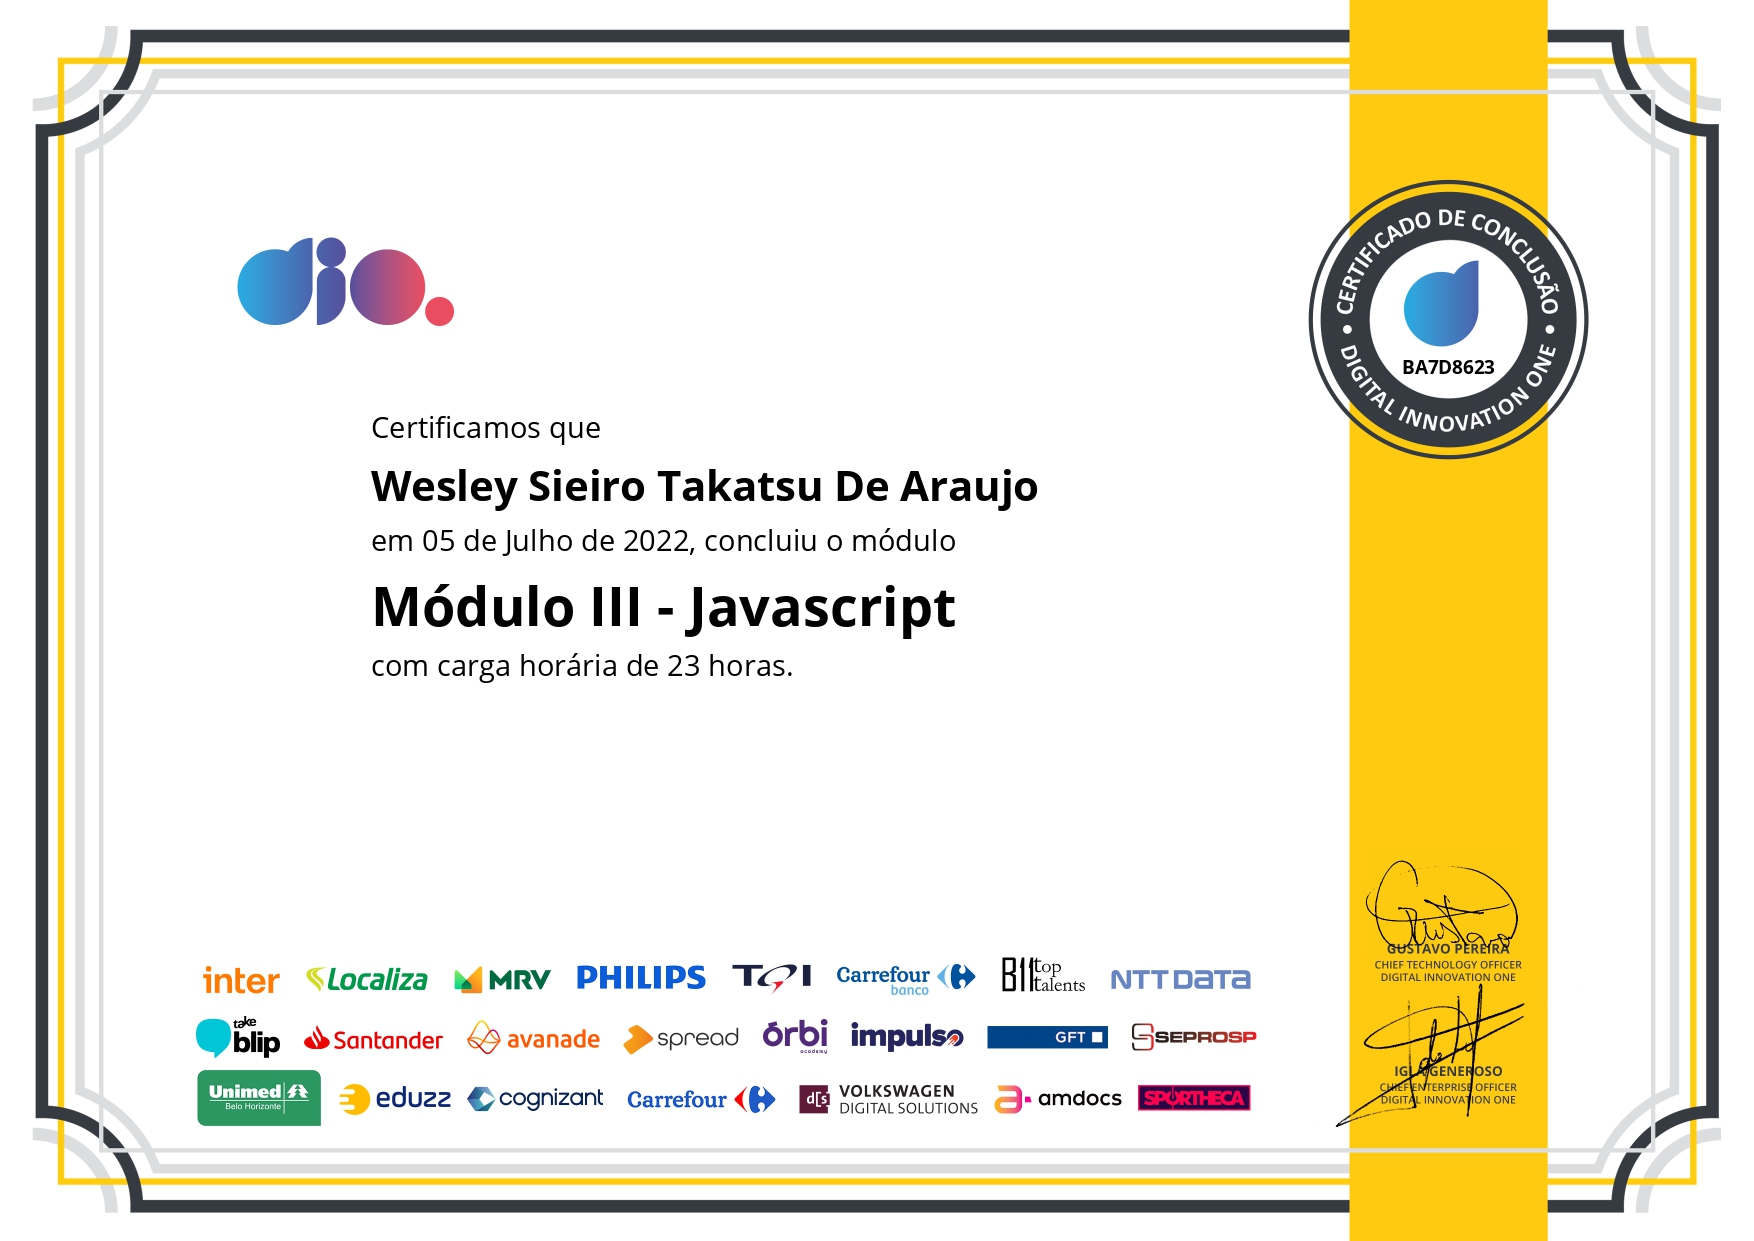 dio.
CERTIFICADO DE CONCLUSÃO
BA7D8623
DIGITAL INNOVATION ONE
Certificamos que
Wesley Sieiro Takatsu De Araujo
em 05 de Julho de 2022, concluiu o módulo
Módulo III - Javascript
com carga horária de 23 horas.
Gustavo
GUSTAVO PEREIRA
CHIEF TECHNOLOGY OFFICER
DIGITAL INNOVATION ONE
IGLÁ GENEROSO
CHIEF ENTERPRISE OFFICER
DIGITAL INNOVATION ONE
inter Localiza MRV PHILIPS TQI Carrefour banco top talents NTT DATA
take blip Santander avanade spread órbi academy impulso GFT SEPROSP
Unimed Belo Horizonte eduzz cognizant Carrefour d[s VOLKSWAGEN DIGITAL SOLUTIONS amdocs SPORTHECA